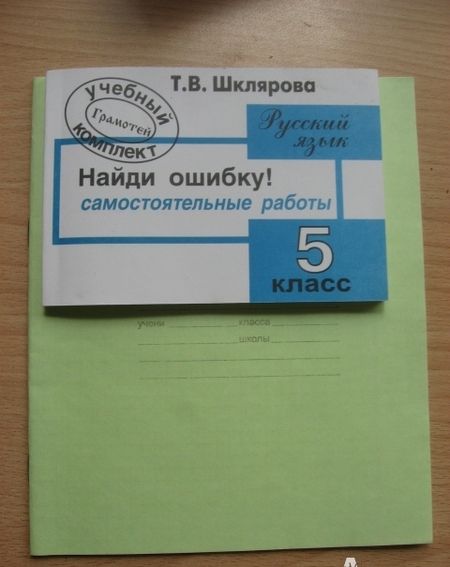 Т.В. Шклярова
учебный
Грамотей
комплект
Русский
язык
Найди ошибку!
самостоятельные работы
5
класс
учени класса
школы